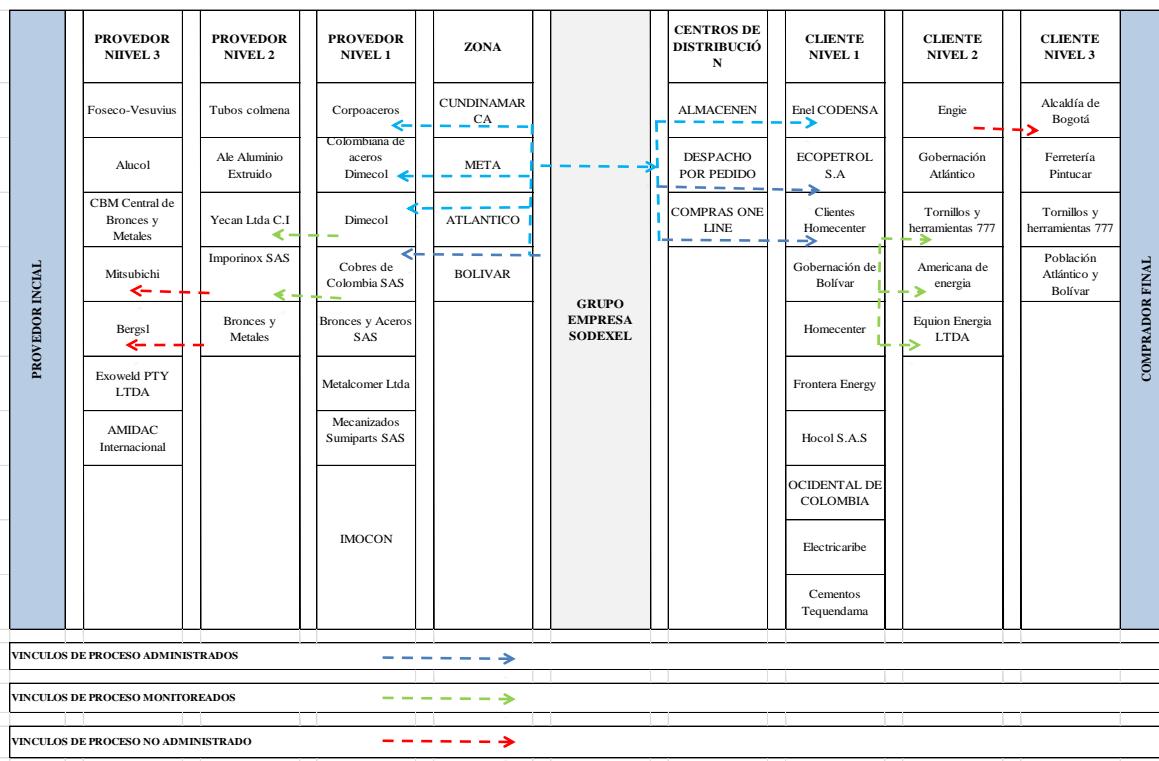 PROVEDOR INCIAL
PROVEDOR
NIIVEL 3
Foseco-Vesuvius
Alucol
CBM Central de
Bronces y
Metales
Mitsubichi
Bergsl
Exoweld PTY
LTDA
AMIDAC
Internacional
PROVEDOR
NIVEL 2
Tubos colmena
Ale Aluminio
Extruido
Yecan Ltda C.I
Imporinox SAS
Bronces y
Metales
PROVEDOR
NIVEL 1
Corpoaceros
Colombiana de
aceros
Dimecol
Dimecol
Cobres de
Colombia SAS
Bronces y Aceros
SAS
Metalcomer Ltda
Mecanizados
Sumiparts SAS
IMOCON
ZONA
CUNDINAMAR
CA
META
ATLANTICO
BOLIVAR
GRUPO
EMPRESA
SODEXEL
CENTROS DE
DISTRIBUCIÓ
N
ALMACENEN
DESPACHO
POR PEDIDO
COMPRAS ONE
LINE
CLIENTE
NIVEL 1
Enel CODENSA
ECOPETROL
S.A
Clientes
Homecenter
Gobernación de
Bolívar
Homecenter
Frontera Energy
Hocol S.A.S
OCIDENTAL DE
COLOMBIA
Electricaribe
Cementos
Tequendama
CLIENTE
NIVEL 2
Engie
Gobernación
Atlántico
Tornillos y
herramientas 777
Americana de
energia
Equion Energia
LTDA
CLIENTE
NIVEL 3
Alcaldía de
Bogotá
Ferretería
Pintucar
Tornillos y
herramientas 777
Población
Atlántico y
Bolívar
COMPRADOR FINAL
VINCULOS DE PROCESO ADMINISTRADOS
VINCULOS DE PROCESO MONITOREADOS
VINCULOS DE PROCESO NO ADMINISTRADO